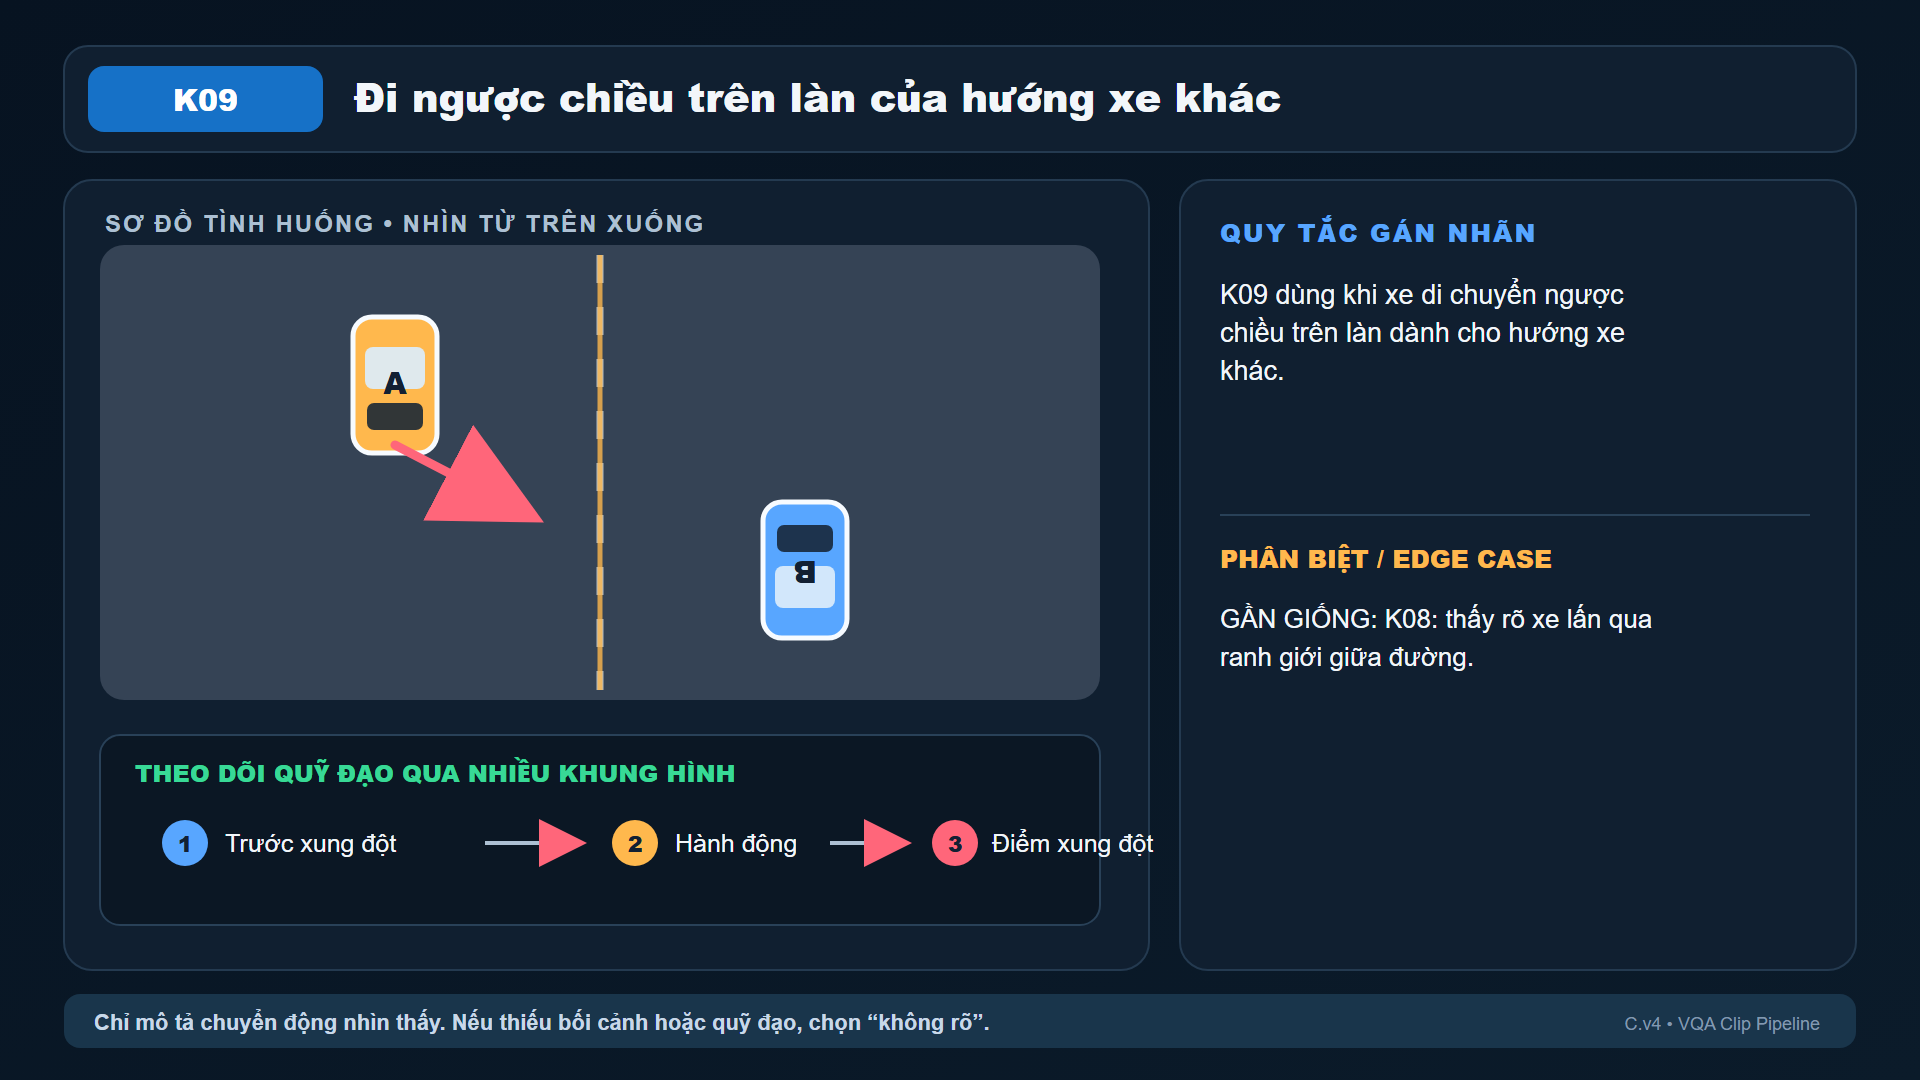 K09
Đi ngược chiều trên làn của hướng xe khác
SƠ ĐỒ TÌNH HUỐNG • NHÌN TỪ TRÊN XUỐNG
A
B
THEO DÕI QUỸ ĐẠO QUA NHIỀU KHUNG HÌNH
1 Trước xung đột
2 Hành động
3 Điểm xung đột
QUY TẮC GÁN NHÃN
K09 dùng khi xe di chuyển ngược
chiều trên làn dành cho hướng xe
khác.
PHÂN BIỆT / EDGE CASE
GẦN GIỐNG: K08: thấy rõ xe lấn qua
ranh giới giữa đường.
Chỉ mô tả chuyển động nhìn thấy. Nếu thiếu bối cảnh hoặc quỹ đạo, chọn “không rõ”.
C.v4 • VQA Clip Pipeline